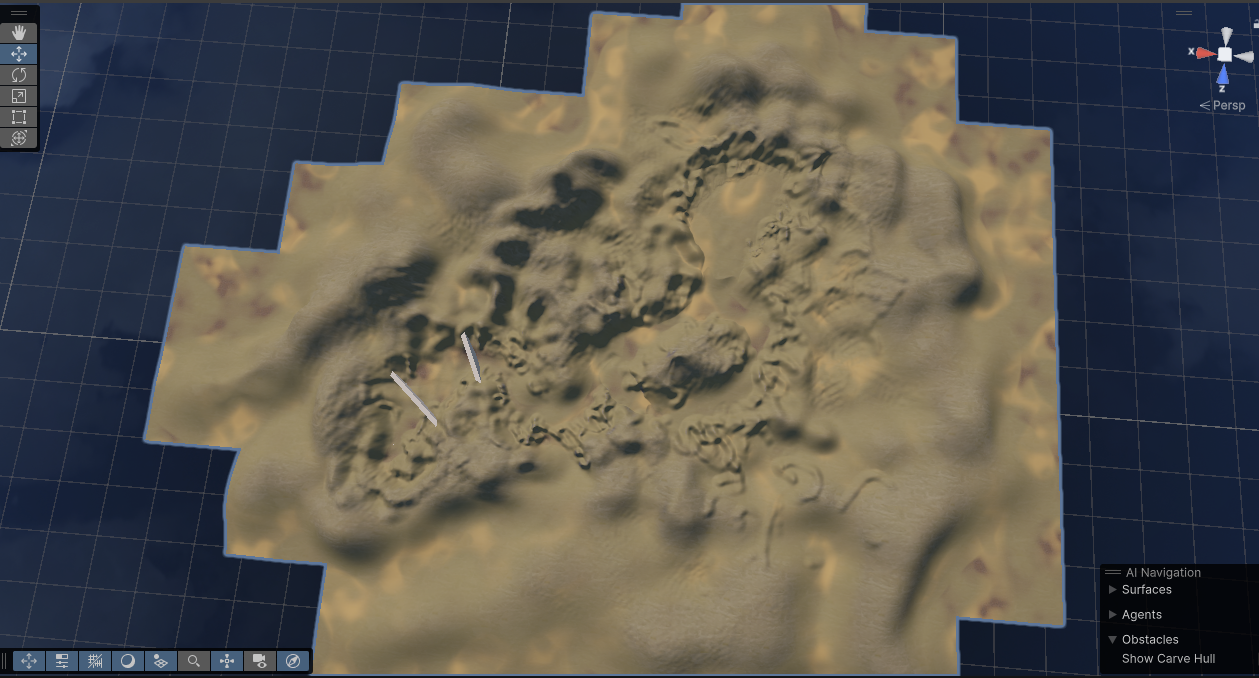 x
z
< Persp
AI Navigation
Surfaces
Agents
Obstacles
Show Carve Hull